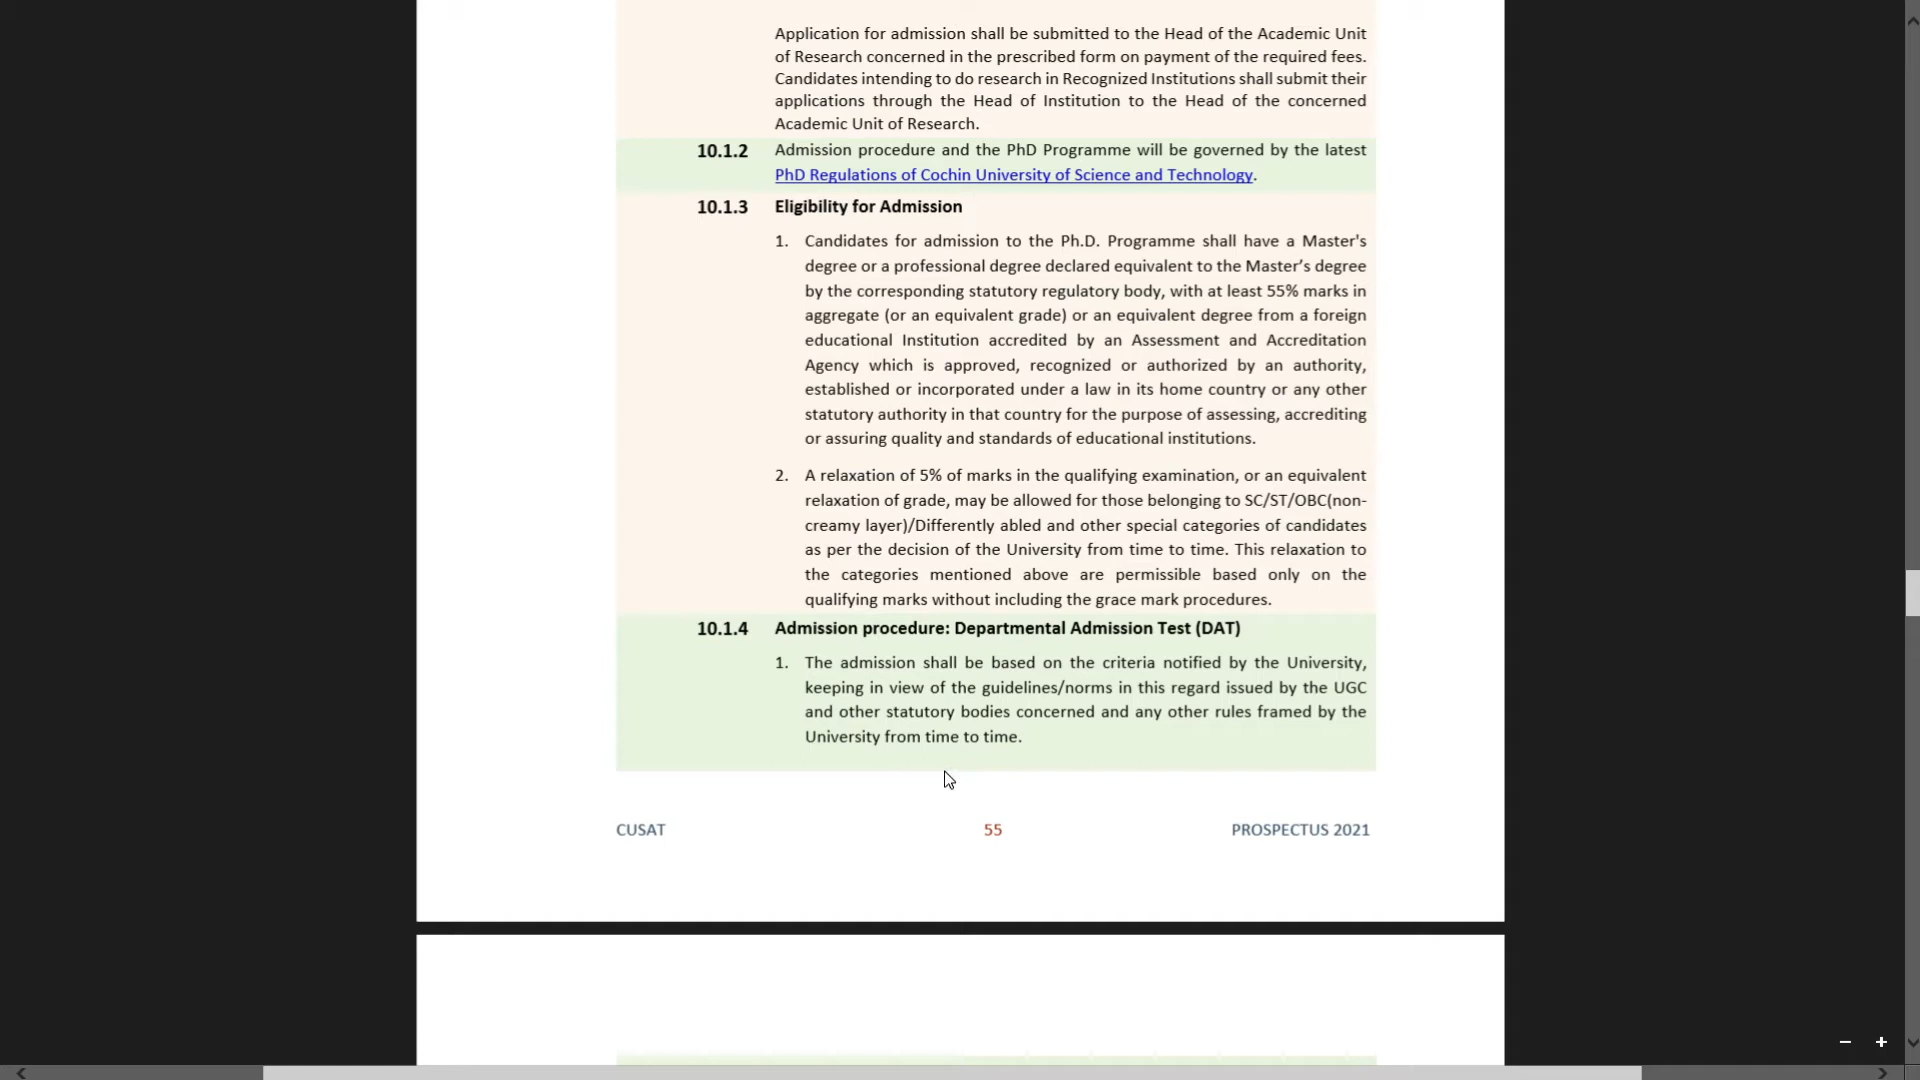 Application for admission shall be submitted to the Head of the Academic Unit
of Research concerned in the prescribed form on payment of the required fees.
Candidates intending to do research in Recognized Institutions shall submit their
applications through the Head of Institution to the Head of the concerned
Academic Unit of Research.
10.1.2 Admission procedure and the PhD Programme will be governed by the latest
PhD Regulations of Cochin University of Science and Technology.
10.1.3 Eligibility for Admission
1. Candidates for admission to the Ph.D. Programme shall have a Master's
degree or a professional degree declared equivalent to the Master’s degree
by the corresponding statutory regulatory body, with at least 55% marks in
aggregate (or an equivalent grade) or an equivalent degree from a foreign
educational Institution accredited by an Assessment and Accreditation
Agency which is approved, recognized or authorized by an authority,
established or incorporated under a law in its home country or any other
statutory authority in that country for the purpose of assessing, accrediting
or assuring quality and standards of educational institutions.
2. A relaxation of 5% of marks in the qualifying examination, or an equivalent
relaxation of grade, may be allowed for those belonging to SC/ST/OBC(non-
creamy layer)/Differently abled and other special categories of candidates
as per the decision of the University from time to time. This relaxation to
the categories mentioned above are permissible based only on the
qualifying marks without including the grace mark procedures.
10.1.4 Admission procedure: Departmental Admission Test (DAT)
1. The admission shall be based on the criteria notified by the University,
keeping in view of the guidelines/norms in this regard issued by the UGC
and other statutory bodies concerned and any other rules framed by the
University from time to time.
CUSAT 55 PROSPECTUS 2021